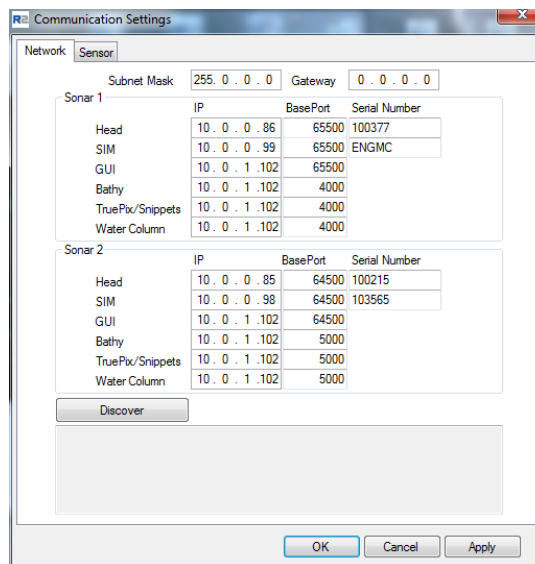 R2 Communication Settings
Network Sensor
Subnet Mask 255. 0 . 0 . 0 Gateway 0 . 0 . 0 . 0
Sonar 1
IP BasePort Serial Number
Head 10 . 0 . 0 . 86 65500 100377
SIM 10 . 0 . 0 . 99 65500 ENGMC
GUI 10 . 0 . 1 . 102 65500
Bathy 10 . 0 . 1 . 102 4000
TruePix/Snippets 10 . 0 . 1 . 102 4000
Water Column 10 . 0 . 1 . 102 4000
Sonar 2
IP BasePort Serial Number
Head 10 . 0 . 0 . 85 64500 100215
SIM 10 . 0 . 0 . 98 64500 103565
GUI 10 . 0 . 1 . 102 64500
Bathy 10 . 0 . 1 . 102 5000
TruePix/Snippets 10 . 0 . 1 . 102 5000
Water Column 10 . 0 . 1 . 102 5000
Discover
OK Cancel Apply